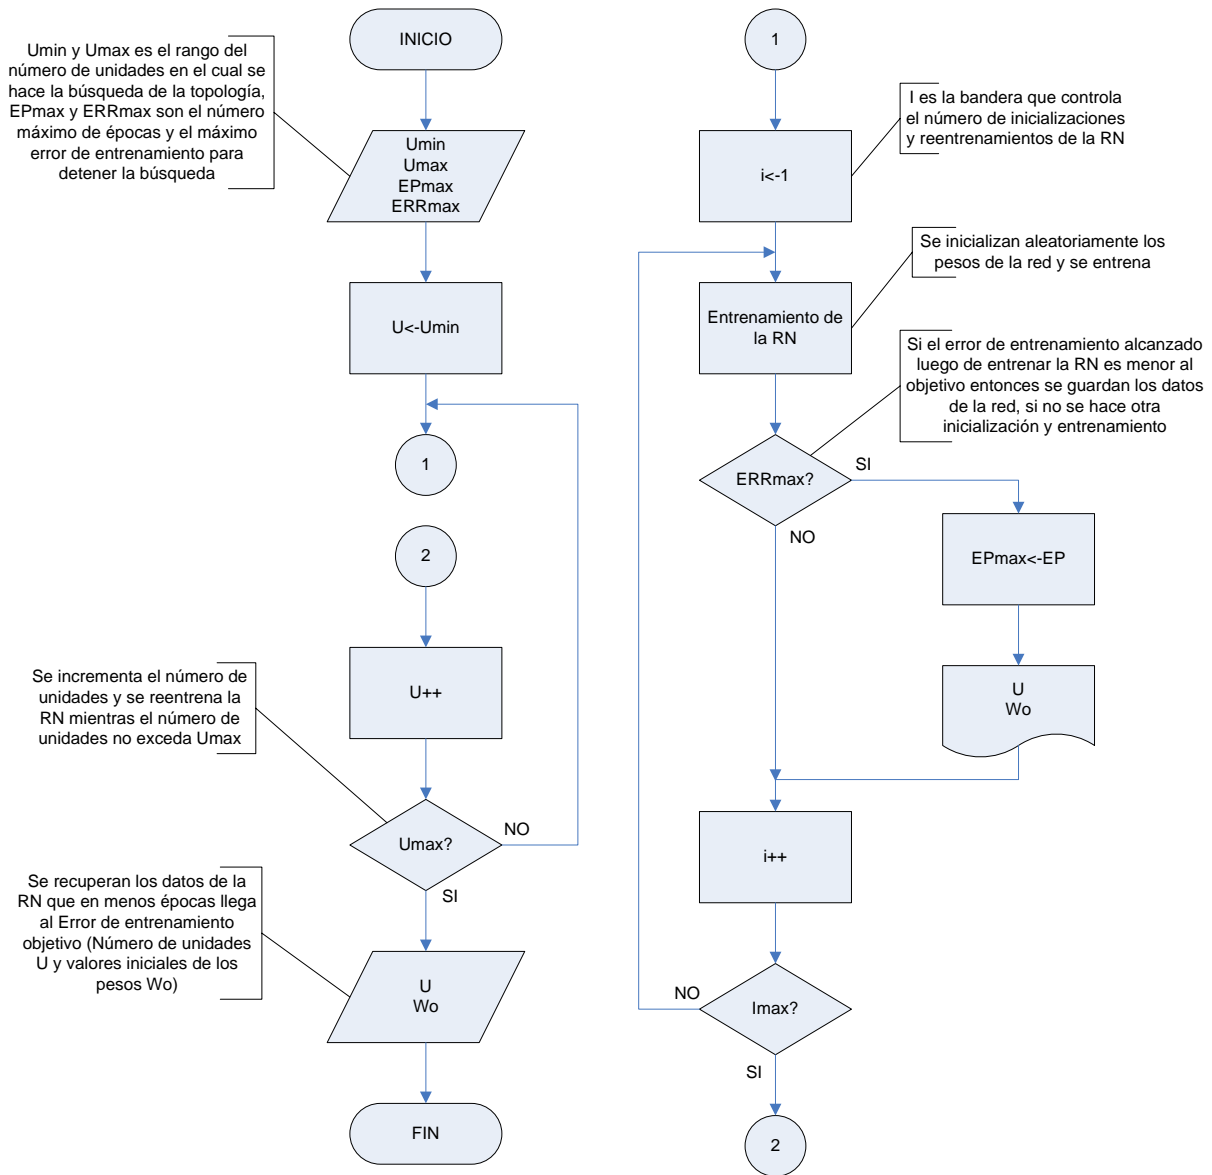 INICIO
Umin y Umax es el rango del
número de unidades en el cual se
hace la búsqueda de la topología,
EPmax y ERRmax son el número
máximo de épocas y el máximo
error de entrenamiento para
detener la búsqueda
Umin
Umax
EPmax
ERRmax
U<-Umin
1
2
U++
Se incrementa el número de
unidades y se reentrena la
RN mientras el número de
unidades no exceda Umax
Umax?
NO
SI
Se recuperan los datos de la
RN que en menos épocas llega
al Error de entrenamiento
objetivo (Número de unidades
U y valores iniciales de los
pesos Wo)
U
Wo
FIN
1
I es la bandera que controla
el número de inicializaciones
y reentrenamientos de la RN
i<-1
Se inicializan aleatoriamente los
pesos de la red y se entrena
Entrenamiento de
la RN
Si el error de entrenamiento alcanzado
luego de entrenar la RN es menor al
objetivo entonces se guardan los datos
de la red, si no se hace otra
inicialización y entrenamiento
ERRmax?
SI
NO
EPmax<-EP
U
Wo
i++
Imax?
NO
SI
2